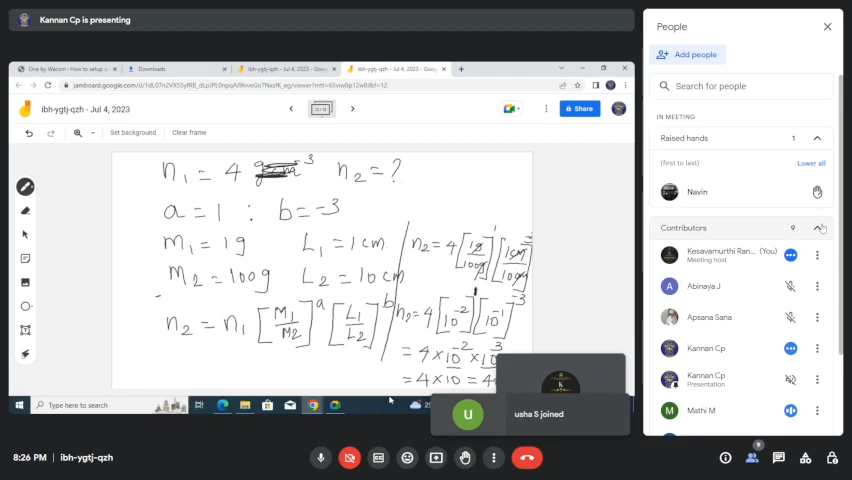 Kannan Cp is presenting
One by Wacom : How to setup
Downloads
ibh-ygtj-qzh - Jul 4, 2023 - Goog
ibh-ygtj-qzh - Jul 4, 2023 - Goo
ibh-ygtj-qzh - Jul 4, 2023
Share
Set background
Clear frame
n₁ = 4 g cm⁻³ n₂ = ?
a = 1 : b = -3
M₁ = 1g L₁ = 1cm
M₂ = 100g L₂ = 10cm
n₂ = n₁ [M₁/M₂]ᵃ [L₁/L₂]ᵇ
n₂ = 4 [1g/100g]¹ [1cm/10cm]⁻³
n₂ = 4 [10⁻²]¹ [10⁻¹]⁻³
= 4 × 10⁻² × 10³
= 4 × 10 = 4
Type here to search
u
usha S joined
8:26 PM
ibh-ygtj-qzh
People
Add people
Search for people
IN MEETING
Raised hands
1
(first to last)
Lower all
Navin
Contributors
9
Kesavamurthi Ran... (You)
Meeting host
A
Abinaya J
Apsana Sana
Kannan Cp
Kannan Cp
Presentation
M
Mathi M
9